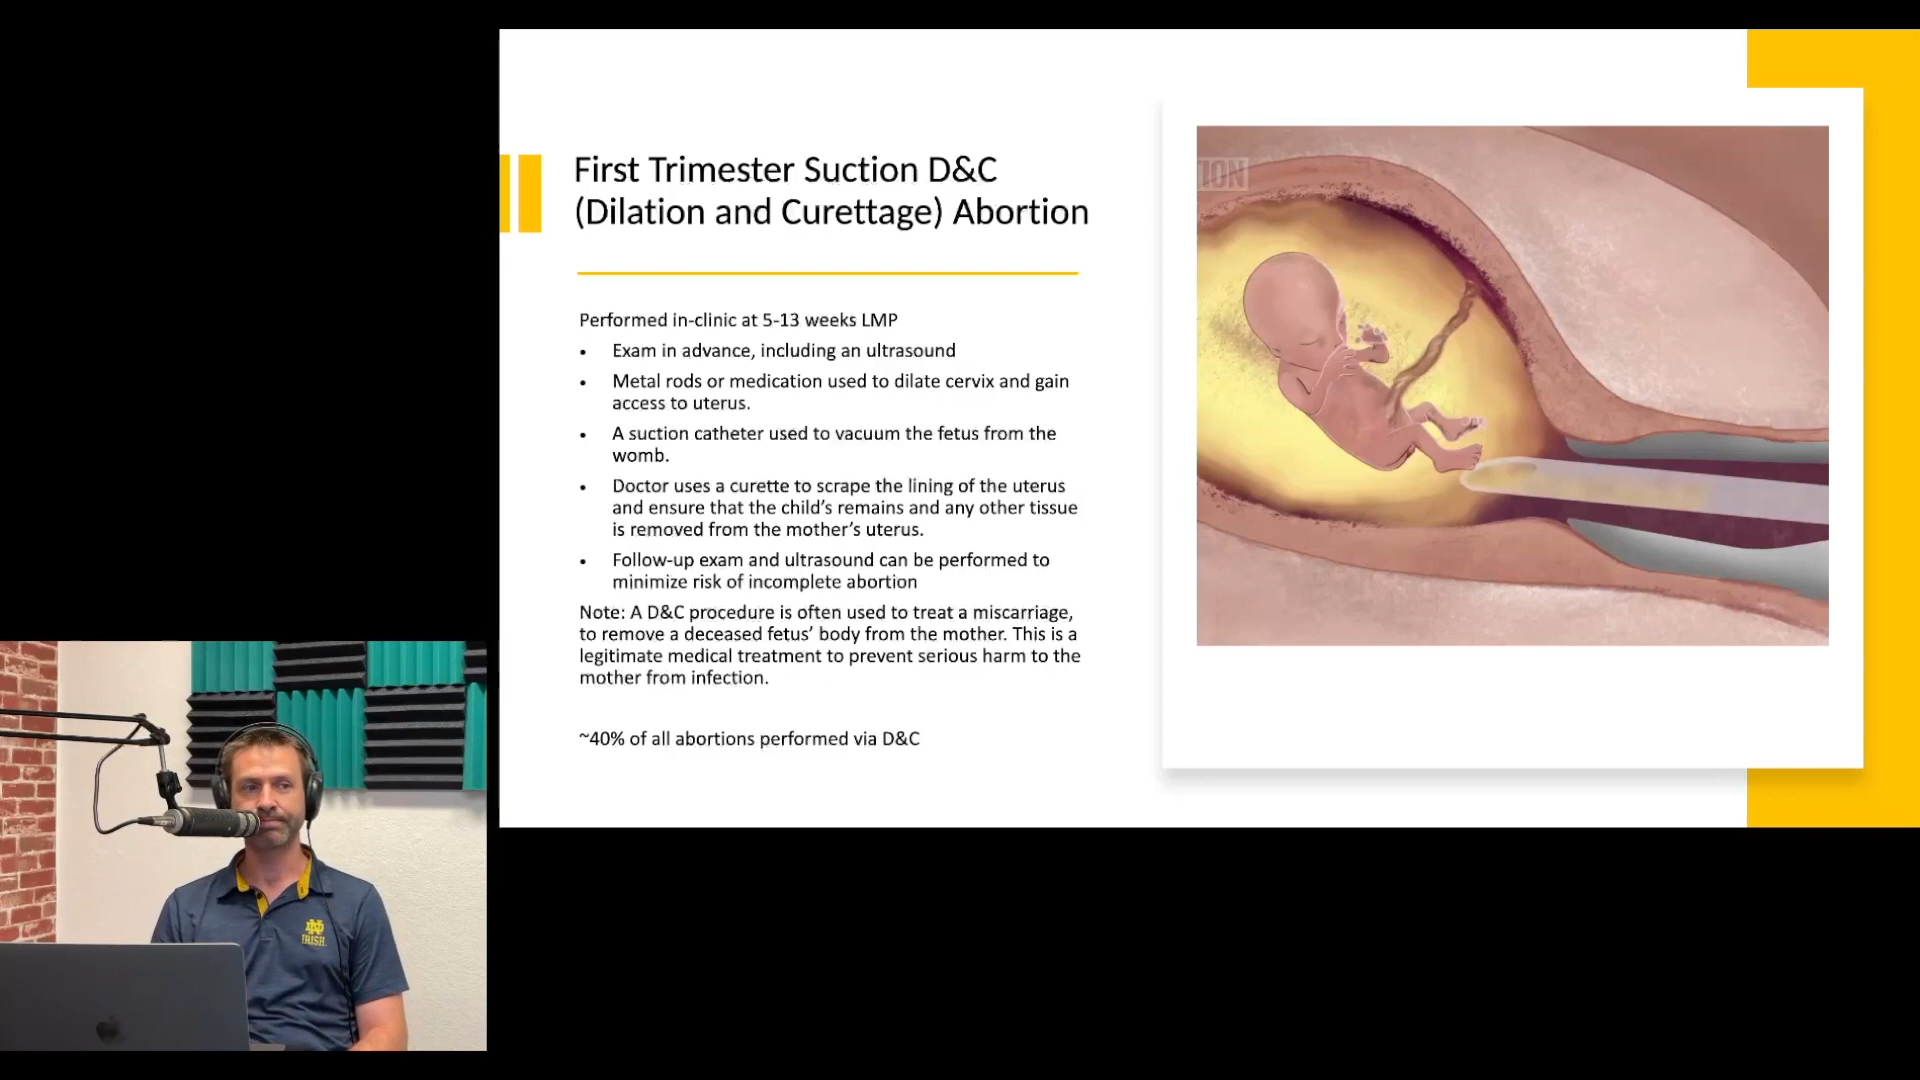 First Trimester Suction D&C
(Dilation and Curettage) Abortion
Performed in-clinic at 5-13 weeks LMP
• Exam in advance, including an ultrasound
• Metal rods or medication used to dilate cervix and gain
access to uterus.
• A suction catheter used to vacuum the fetus from the
womb.
• Doctor uses a curette to scrape the lining of the uterus
and ensure that the child's remains and any other tissue
is removed from the mother's uterus.
• Follow-up exam and ultrasound can be performed to
minimize risk of incomplete abortion
Note: A D&C procedure is often used to treat a miscarriage,
to remove a deceased fetus' body from the mother. This is a
legitimate medical treatment to prevent serious harm to the
mother from infection.
~40% of all abortions performed via D&C
ION
ND
IRISH